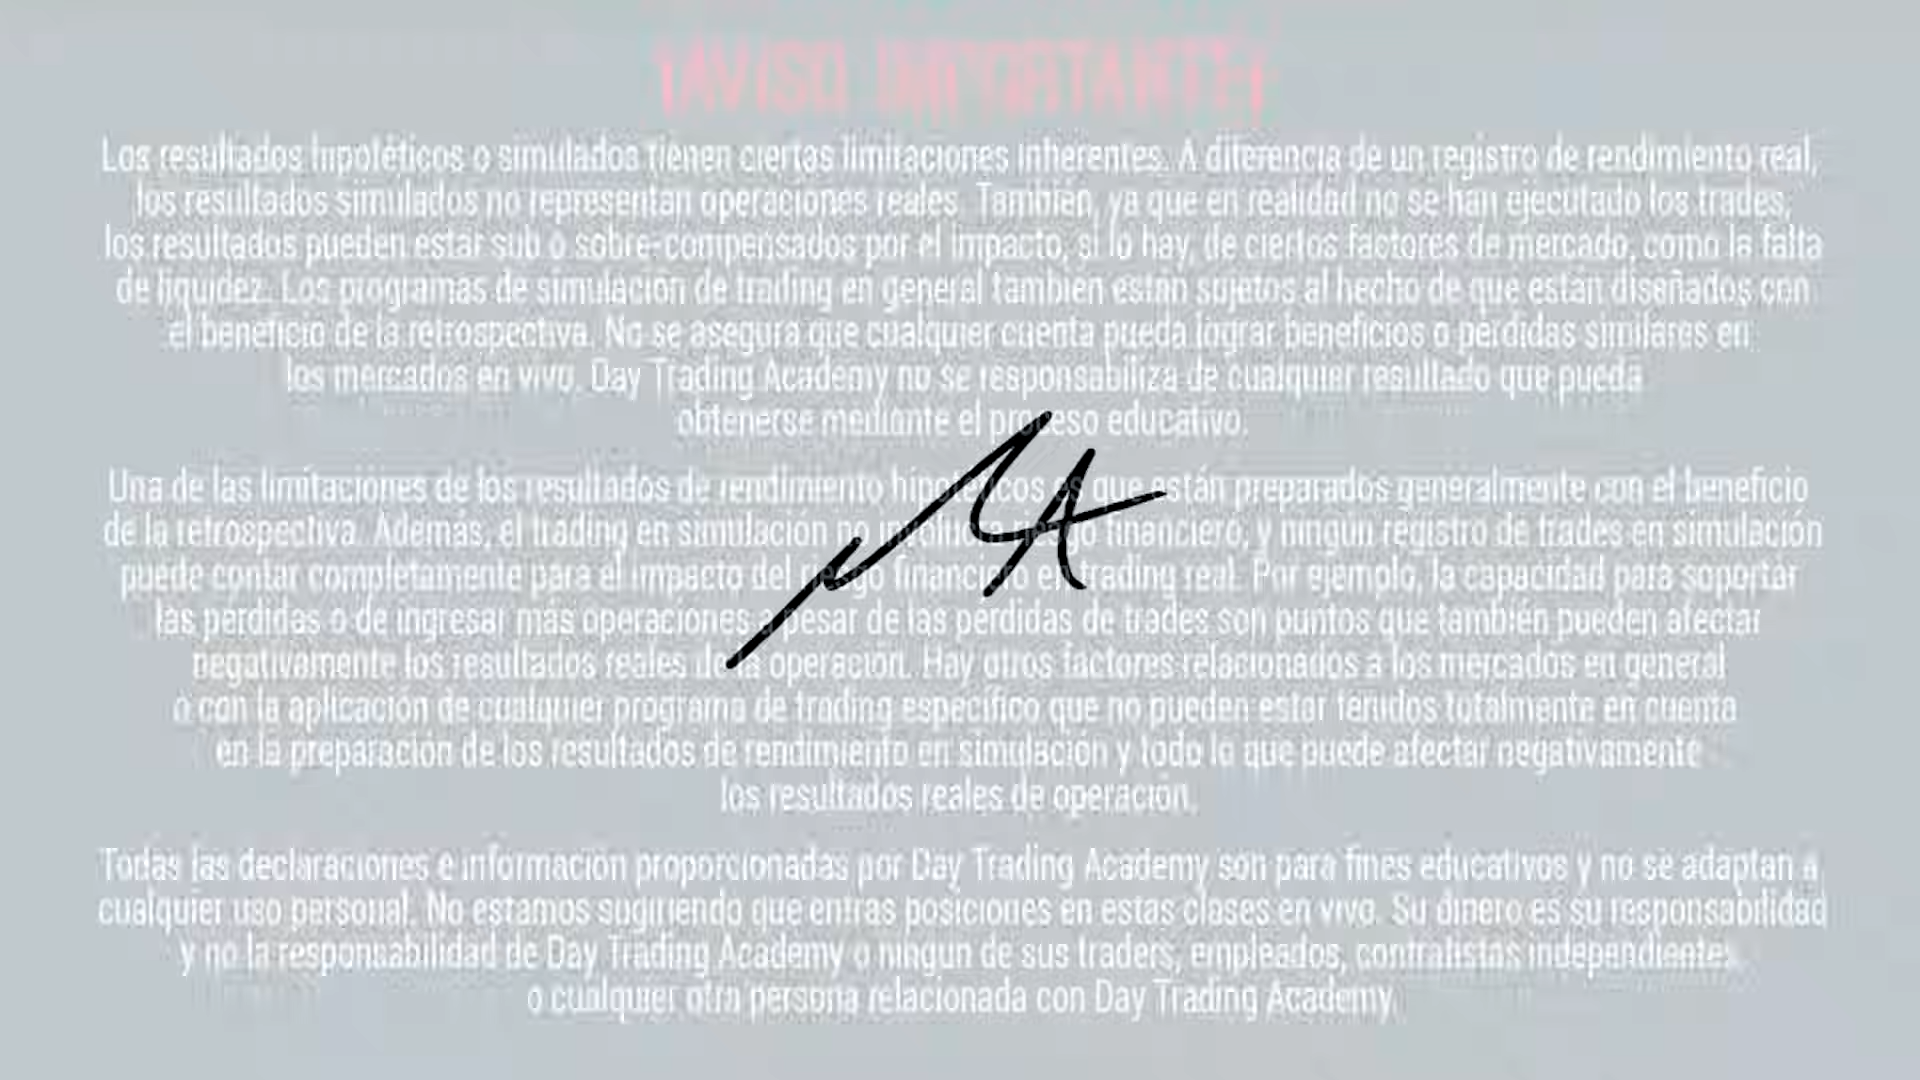 ¡AVISO IMPORTANTE!
Los resultados hipotéticos o simulados tienen ciertas limitaciones inherentes. A diferencia de un registro de rendimiento real,
los resultados simulados no representan operaciones reales. También, ya que en realidad no se han ejecutado los trades,
los resultados pueden estar sub o sobre-compensados por el impacto, si lo hay, de ciertos factores de mercado, como la falta
de liquidez. Los programas de simulación de trading en general también están sujetos al hecho de que están diseñados con
el beneficio de la retrospectiva. No se asegura que cualquier cuenta pueda lograr beneficios o pérdidas similares en
los mercados en vivo. Day Trading Academy no se responsabiliza de cualquier resultado que pueda
obtenerse mediante el proceso educativo.
Una de las limitaciones de los resultados de rendimiento hipotéticos es que están preparados generalmente con el beneficio
de la retrospectiva. Además, el trading en simulación no financiero, y ningún registro de trades en simulación
puede contar completamente para el impacto del riesgo financiero en trading real. Por ejemplo, la capacidad para soportar
las pérdidas o de ingresar más operaciones a pesar de las pérdidas de trades son puntos que también pueden afectar
negativamente los resultados reales de la operación. Hay otros factores relacionados a los mercados en general
o con la aplicación de cualquier programa de trading específico que no pueden estar tenidos totalmente en cuenta
en la preparación de los resultados de rendimiento en simulación y todo lo que puede afectar negativamente
los resultados reales de operación.
Todas las declaraciones e información proporcionadas por Day Trading Academy son para fines educativos y no se adaptan a
cualquier uso personal. No estamos sugiriendo que entras posiciones en estas clases en vivo. Su dinero es su responsabilidad
y no la responsabilidad de Day Trading Academy o ningun de sus traders, empleados, contratistas independientes,
o cualquier otra persona relacionada con Day Trading Academy.